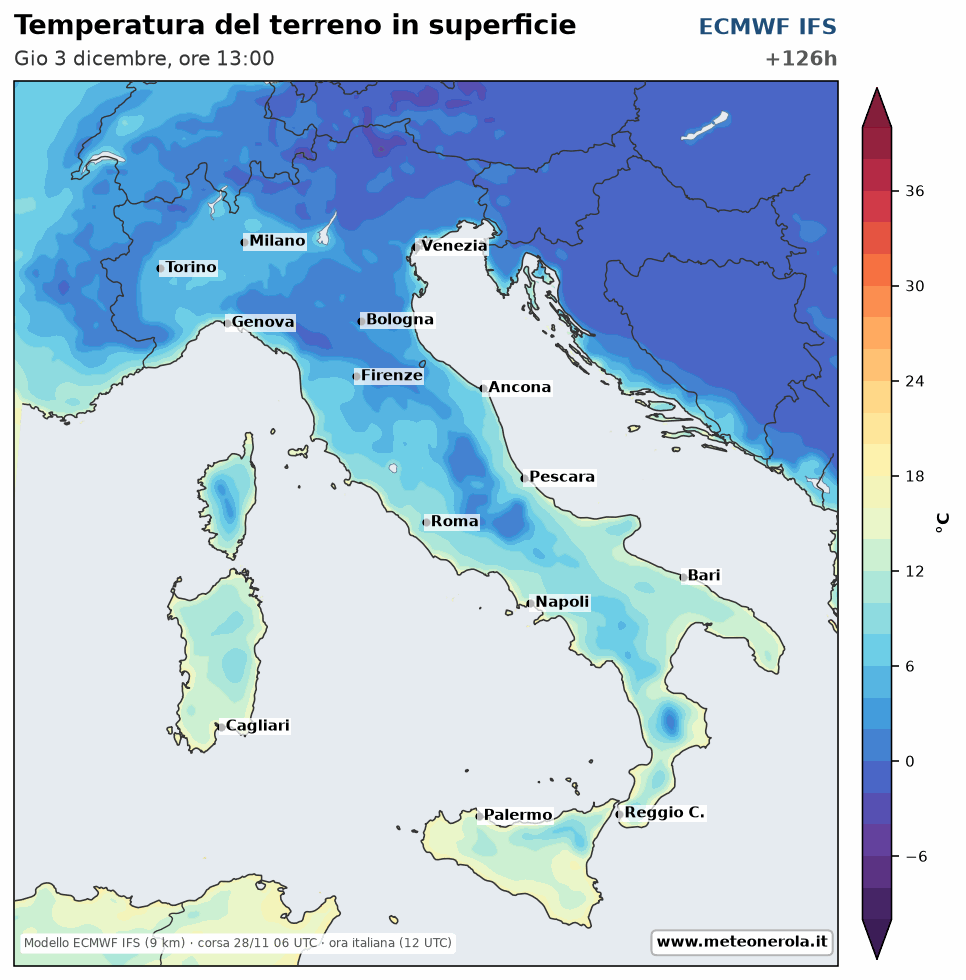 Temperatura del terreno in superficie
ECMWF IFS
Gio 3 dicembre, ore 13:00
+126h
36
30
24
18
12
6
0
−6
°C
Milano
Venezia
Torino
Genova
Bologna
Firenze
Ancona
Pescara
Roma
Bari
Napoli
Cagliari
Palermo
Reggio C.
Modello ECMWF IFS (9 km) · corsa 28/11 06 UTC · ora italiana (12 UTC)
www.meteonerola.it